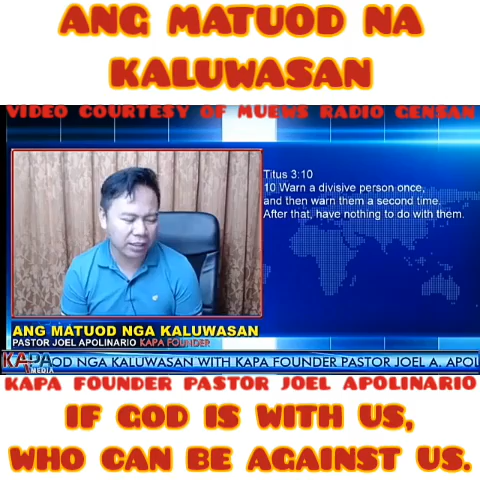 ANG MATUOD NA
KALUWASAN
VIDEO COURTESY OF MUEWS RADIO GENSAN
Titus 3:10
10 Warn a divisive person once,
and then warn them a second time.
After that, have nothing to do with them.
ANG MATUOD NGA KALUWASAN
PASTOR JOEL APOLINARIO KAPA FOUNDER
KAPA
MEDIA
OD NGA KALUWASAN WITH KAPA FOUNDER PASTOR JOEL A. APOL
KAPA FOUNDER PASTOR JOEL APOLINARIO
IF GOD IS WITH US,
WHO CAN BE AGAINST US.